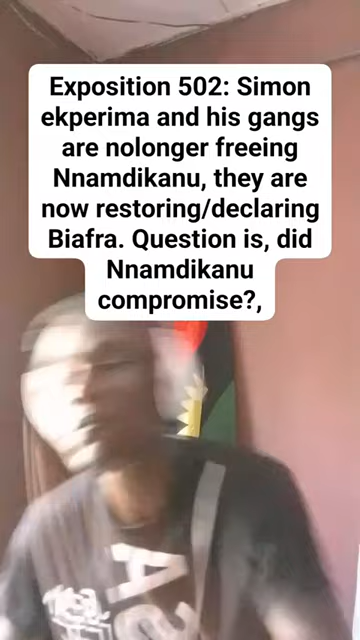 Exposition 502: Simon
ekperima and his gangs
are nolonger freeing
Nnamdikanu, they are
now restoring/declaring
Biafra. Question is, did
Nnamdikanu
compromise?,